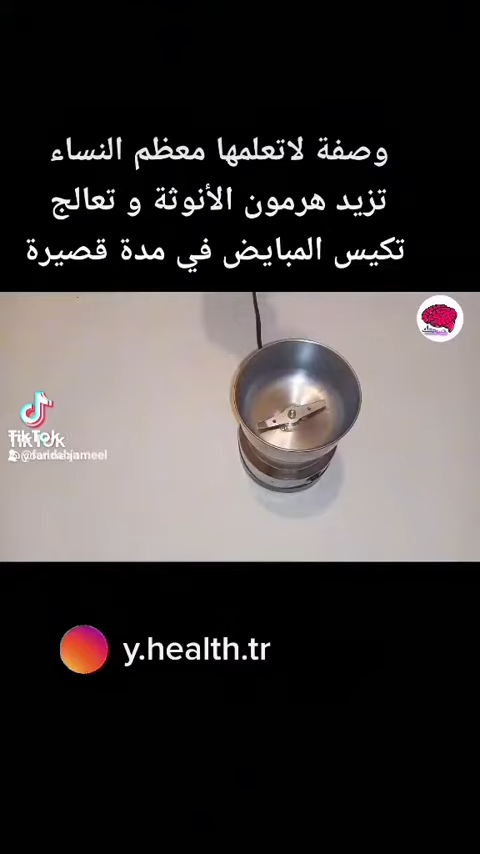 وصفة لاتعلمها معظم النساء
تزيد هرمون الأنوثة و تعالج
تكيس المبايض في مدة قصيرة
TikTok
y.health.tr